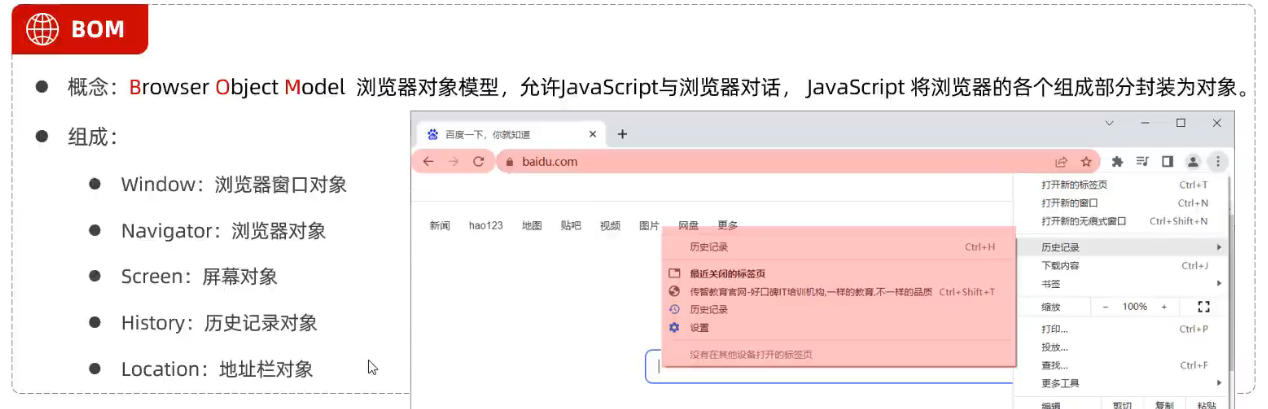 BOM
概念：Browser Object Model 浏览器对象模型，允许JavaScript与浏览器对话， JavaScript 将浏览器的各个组成部分封装为对象。
组成：
Window：浏览器窗口对象
Navigator：浏览器对象
Screen：屏幕对象
History：历史记录对象
Location：地址栏对象
百度一下，你就知道
baidu.com
新闻 hao123 地图 贴吧 视频 图片 网盘 更多
历史记录 Ctrl+H
最近关闭的标签页
传智教育官网-好口碑IT培训机构,一样的教育,不一样的品质 Ctrl+Shift+T
历史记录
设置
没有在其他设备打开的标签页
打开新的标签页 Ctrl+T
打开新的窗口 Ctrl+N
打开新的无痕式窗口 Ctrl+Shift+N
历史记录
下载内容 Ctrl+J
书签
缩放 - 100% +
打印... Ctrl+P
投放...
查找... Ctrl+F
更多工具
编辑 剪切 复制 粘贴